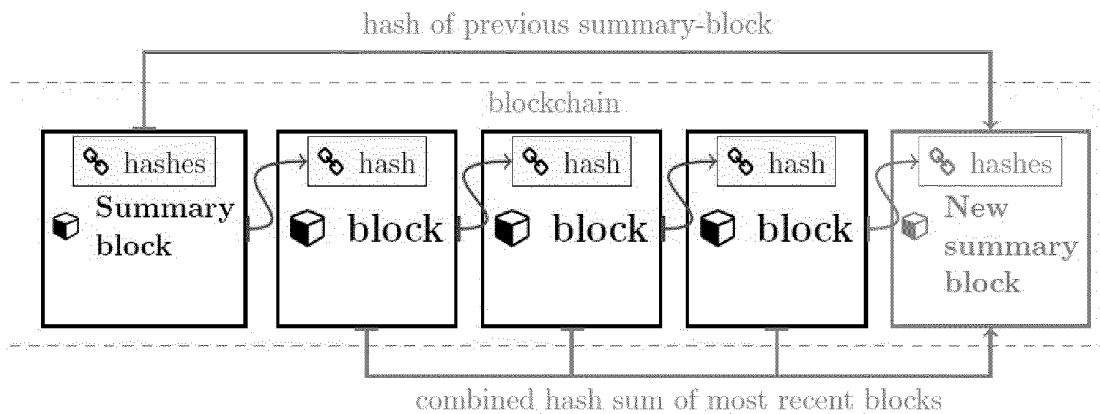 hash of previous summary-block
blockchain
hashes
hash
hash
hash
hashes
Summary
block
block
block
block
New
summary
block
combined hash sum of most recent blocks